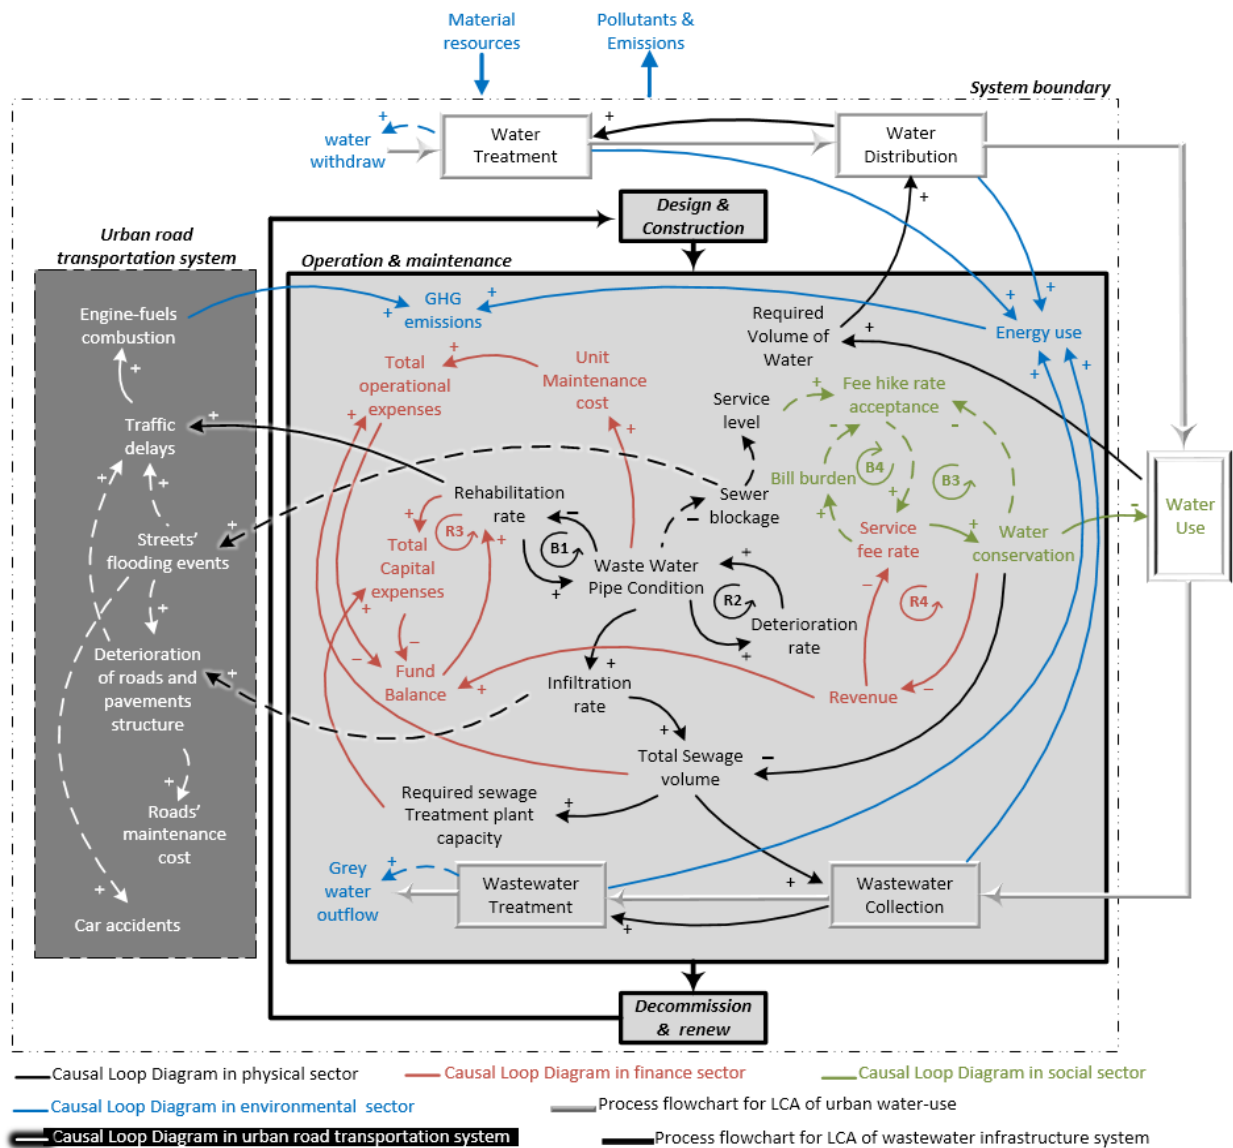 Material
resources
Pollutants &
Emissions
System boundary
+
water
withdraw
Water
Treatment
+
Water
Distribution
+
Design &
Construction
Urban road
transportation system
Operation & maintenance
Engine-fuels
combustion
+
GHG
emissions
+
Required
Volume of
Water
+
+
+
Energy use
+
+
Total
operational
expenses
+
Unit
Maintenance
cost
Service
level
+
Fee hike rate
acceptance
+
Traffic
delays
+
+
+
-
-
B4
B3
Bill burden
+
+
+
Rehabilitation
rate
+
R3
+
-
B1
+
Sewer
blockage
-
Service
fee rate
+
+
Water
conservation
-
Water
Use
Streets'
flooding events
+
+
Total
Capital
expenses
+
Waste Water
Pipe Condition
+
R2
+
Deterioration
rate
-
R4
-
Deterioration
of roads and
pavements
structure
+
-
-
Fund
Balance
+
Infiltration
rate
+
Revenue
+
Total Sewage
volume
-
+
Roads'
maintenance
cost
Required sewage
Treatment plant
capacity
+
+
Car accidents
Grey
water
outflow
+
Wastewater
Treatment
+
+
Wastewater
Collection
Decommission
& renew
Causal Loop Diagram in physical sector
Causal Loop Diagram in finance sector
Causal Loop Diagram in social sector
Causal Loop Diagram in environmental sector
Process flowchart for LCA of urban water-use
Causal Loop Diagram in urban road transportation system
Process flowchart for LCA of wastewater infrastructure system